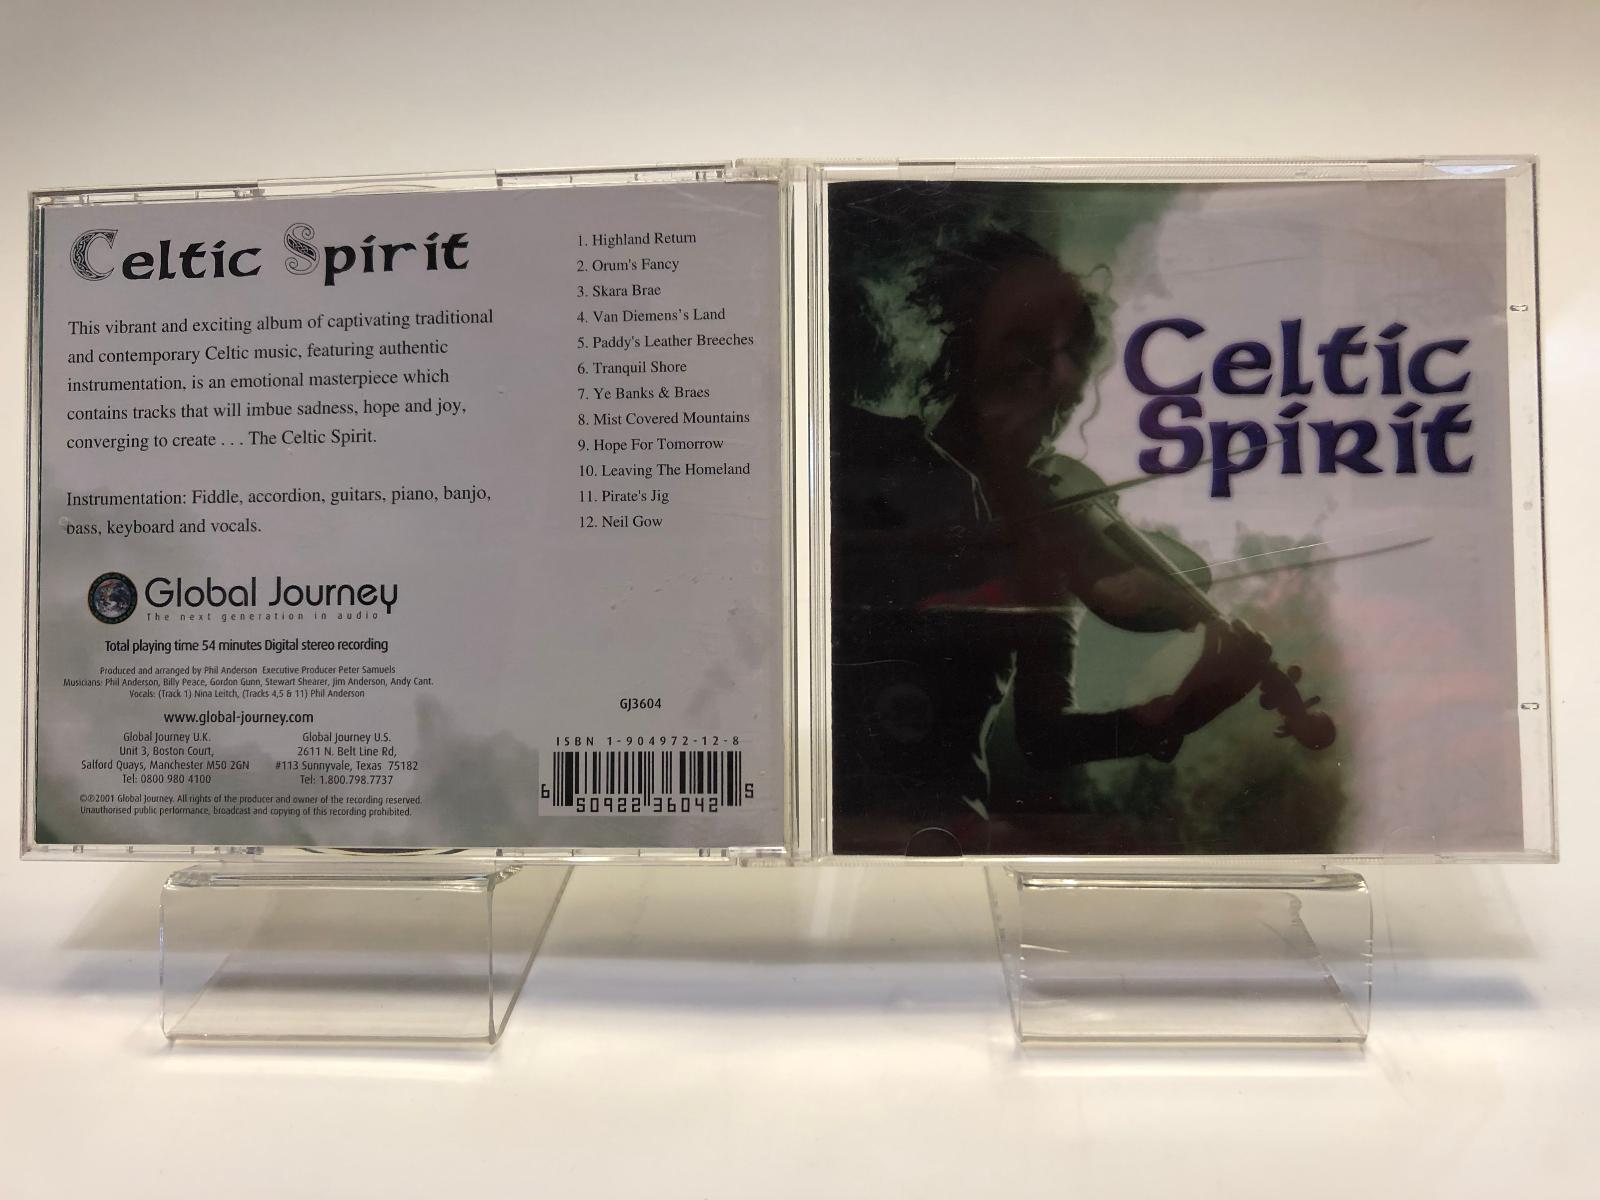 Celtic Spirit
This vibrant and exciting album of captivating traditional
and contemporary Celtic music, featuring authentic
instrumentation, is an emotional masterpiece which
contains tracks that will imbue sadness, hope and joy,
converging to create . . . The Celtic Spirit.
Instrumentation: Fiddle, accordion, guitars, piano, banjo,
bass, keyboard and vocals.
1. Highland Return
2. Orum's Fancy
3. Skara Brae
4. Van Diemens's Land
5. Paddy's Leather Breeches
6. Tranquil Shore
7. Ye Banks & Braes
8. Mist Covered Mountains
9. Hope For Tomorrow
10. Leaving The Homeland
11. Pirate's Jig
12. Neil Gow
Global Journey
The next generation in audio
Total playing time 54 minutes Digital stereo recording
Produced and arranged by Phil Anderson Executive Producer Peter Samuels
Musicians: Phil Anderson, Billy Peace, Gordon Gunn, Stewart Shearer, Jim Anderson, Andy Cant.
Vocals: (Track 1) Nina Leitch, (Tracks 4,5 & 11) Phil Anderson
www.global-journey.com
Global Journey U.K.
Unit 3, Boston Court,
Salford Quays, Manchester M50 2GN
Tel: 0800 980 4100
Global Journey U.S.
2611 N. Belt Line Rd,
#113 Sunnyvale, Texas 75182
Tel: 1.800.798.7737
©℗2001 Global Journey. All rights of the producer and owner of the recording reserved.
Unauthorised public performance, broadcast and copying of this recording prohibited.
GJ3604
ISBN 1-904972-12-8
6 50922 36042 5
Celtic
Spirit